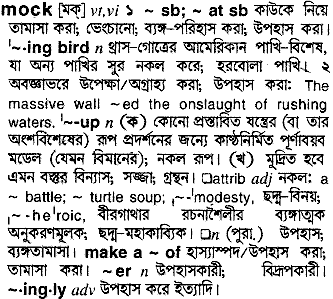 mock [মক্] vt,vi ১ ~ sb; ~ at sb কাউকে নিয়ে
তামাসা করা; ভেংচানো; ব্যঙ্গ-পরিহাস করা; উপহাস করা।
'~·ing bird n থ্রাস-গোত্রের আমেরিকান পাখি-বিশেষ,
যা অন্য পাখির সুর নকল করে; হরবোলা পাখি। ২
অবজ্ঞাভরে উপেক্ষা/অগ্রাহ্য করা; উপহাস করা: The
massive wall ~ed the onslaught of rushing
waters. '~-up n (ক) কোনো প্রস্তাবিত যন্ত্রের (বা তার
অংশবিশেষের) রূপ প্রদর্শনের জন্যে কাষ্ঠনির্মিত পূর্ণাবয়ব
মডেল (যেমন বিমানের); নকল রূপ। (খ) মুদ্রিত হবে
এমন বস্তুর বিন্যাস; সজ্জা; গ্রন্থন। □attrib adj নকল: a
~ battle; ~ turtle soup; ˌ~-'modesty, ছদ্ম-বিনয়;
ˌ~-he'roic, বীরগাথার রচনাশৈলীর ব্যঙ্গাত্মক
অনুকরণমূলক; ছদ্ম-মহাকাব্যিক। □n (পুরা.) উপহাস;
ব্যঙ্গতামাসা। make a ~ of হাস্যাস্পদ/উপহাস করা;
তামাসা করা। ~er n উপহাসকারী; বিদ্রূপকারী।
~·ing·ly adv উপহাস করে ইত্যাদি।